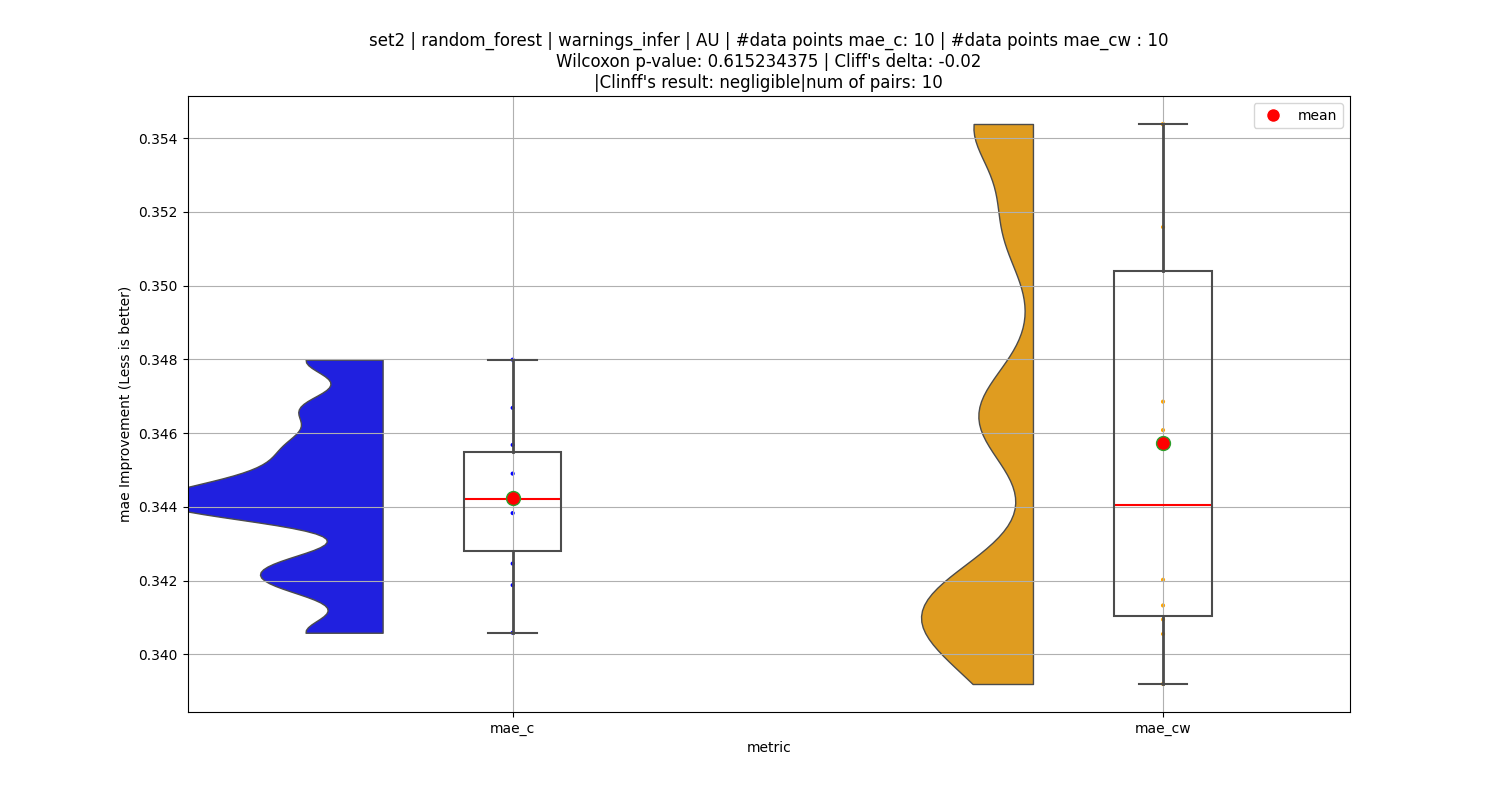 set2 | random_forest | warnings_infer | AU | #data points mae_c: 10 | #data points mae_cw : 10
Wilcoxon p-value: 0.615234375 | Cliff's delta: -0.02
|Clinff's result: negligible|num of pairs: 10
mean
0.354
0.352
0.350
0.348
0.346
0.344
0.342
0.340
mae Improvement (Less is better)
mae_c
mae_cw
metric